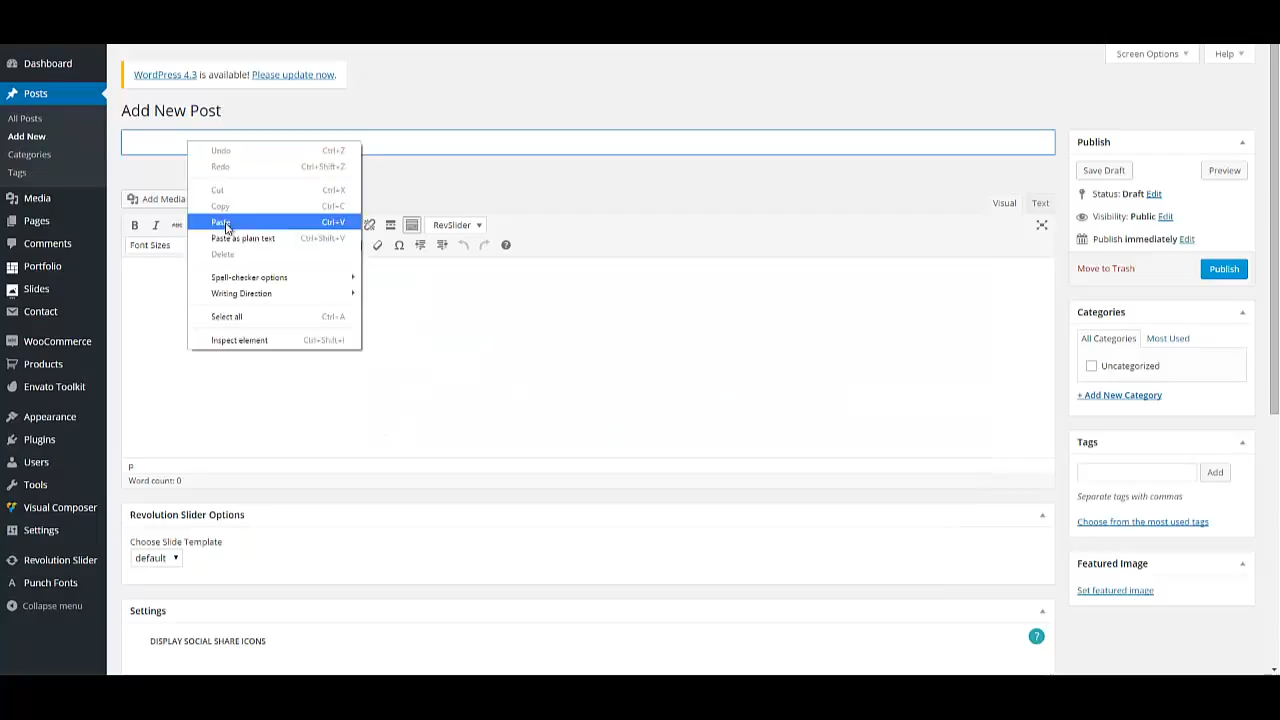 Screen Options ▼ Help ▼
Dashboard
WordPress 4.3 is available! Please update now.
Posts
Add New Post
All Posts
Add New
Categories
Tags
Media
Pages
Comments
Portfolio
Slides
Contact
WooCommerce
Products
Envato Toolkit
Appearance
Plugins
Users
Tools
Visual Composer
Settings
Revolution Slider
Punch Fonts
Collapse menu
Undo Ctrl+Z
Redo Ctrl+Shift+Z
Cut Ctrl+X
Copy Ctrl+C
Paste Ctrl+V
Paste as plain text Ctrl+Shift+V
Delete
Spell-checker options
Writing Direction
Select all Ctrl+A
Inspect element Ctrl+Shift+I
Add Media
Visual Text
B I ABC RevSlider ▼
Font Sizes
P
Word count: 0
Revolution Slider Options
Choose Slide Template
default ▼
Settings
DISPLAY SOCIAL SHARE ICONS
?
Publish
Save Draft Preview
Status: Draft Edit
Visibility: Public Edit
Publish immediately Edit
Move to Trash Publish
Categories
All Categories Most Used
Uncategorized
+ Add New Category
Tags
Add
Separate tags with commas
Choose from the most used tags
Featured Image
Set featured image